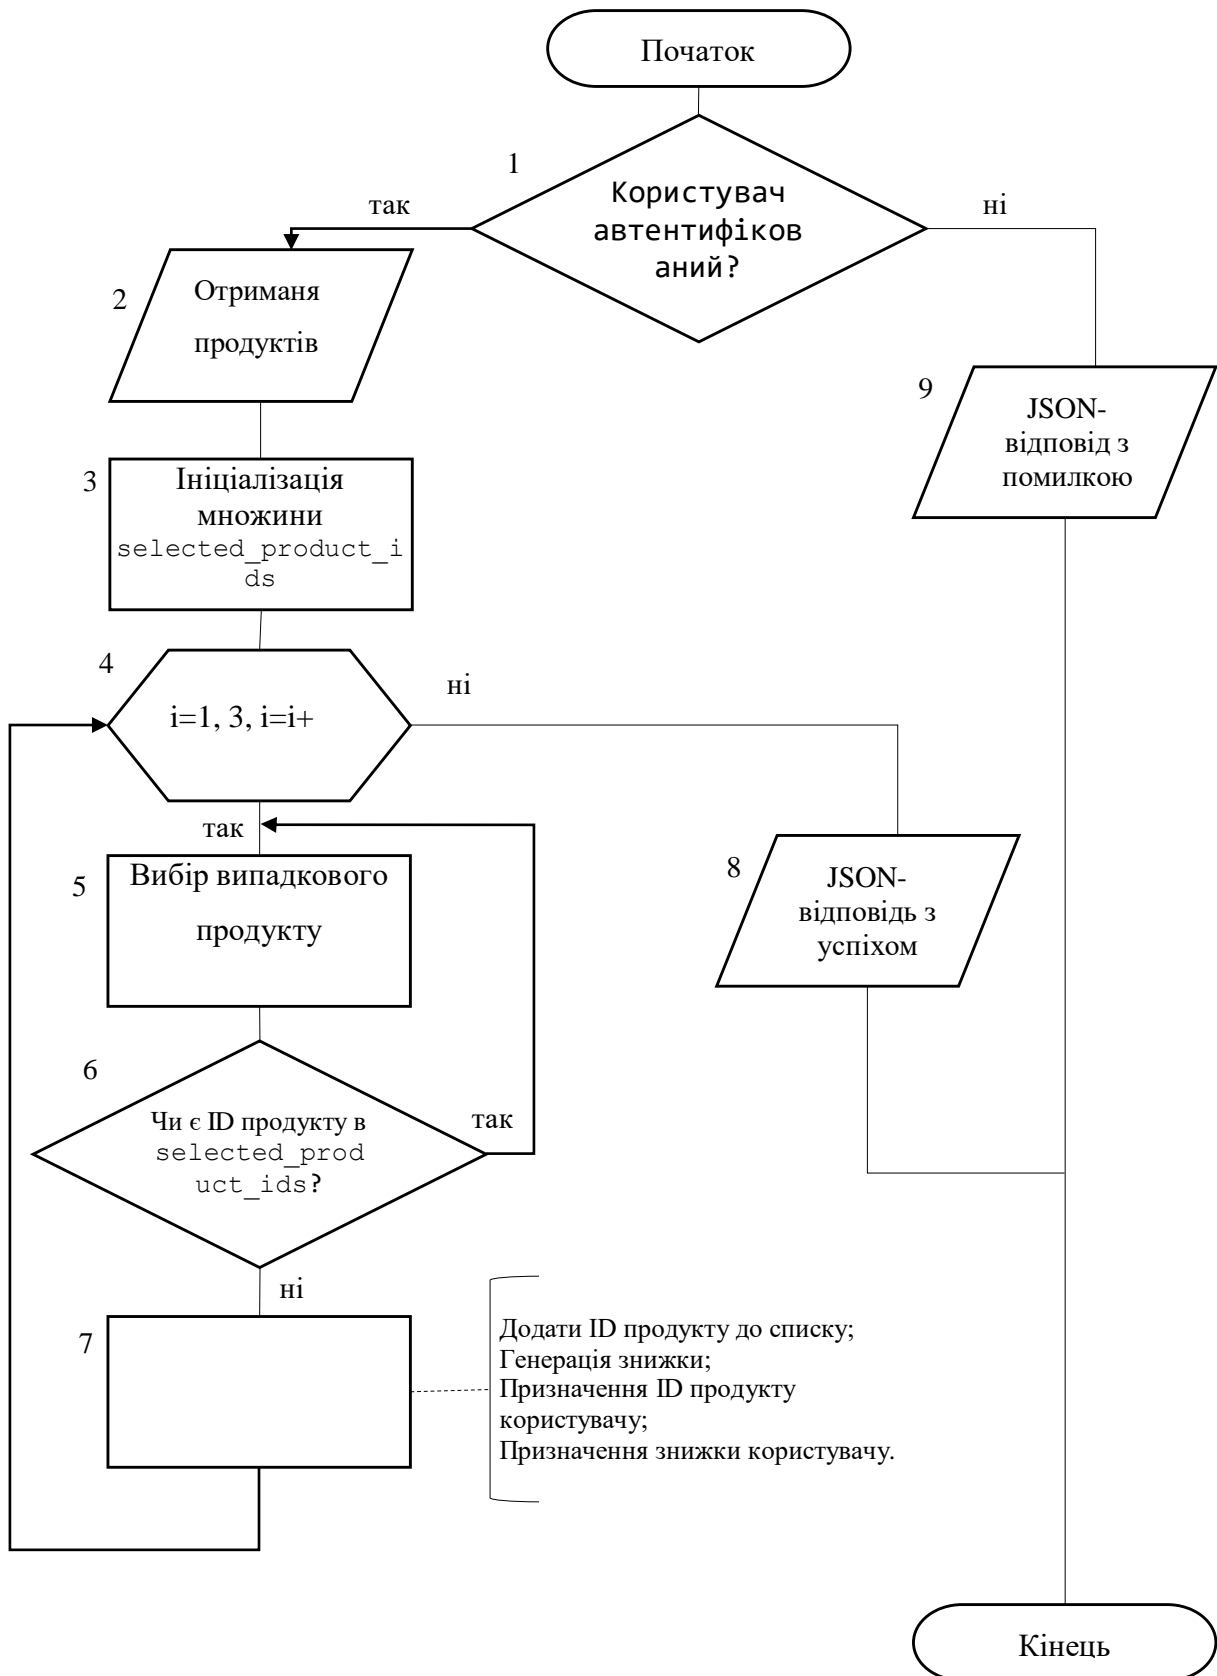 Початок
1
Користувач
автентифіков
аний?
так
ні
2
Отриманя
продуктів
9
JSON-
відповід з
помилкою
3
Ініціалізація
множини
selected_product_i
ds
4
i=1, 3, i=i+
ні
так
5
Вибір випадкового
продукту
8
JSON-
відповідь з
успіхом
6
Чи є ID продукту в
selected_prod
uct_ids?
так
ні
7
Додати ID продукту до списку;
Генерація знижки;
Призначення ID продукту
користувачу;
Призначення знижки користувачу.
Кінець